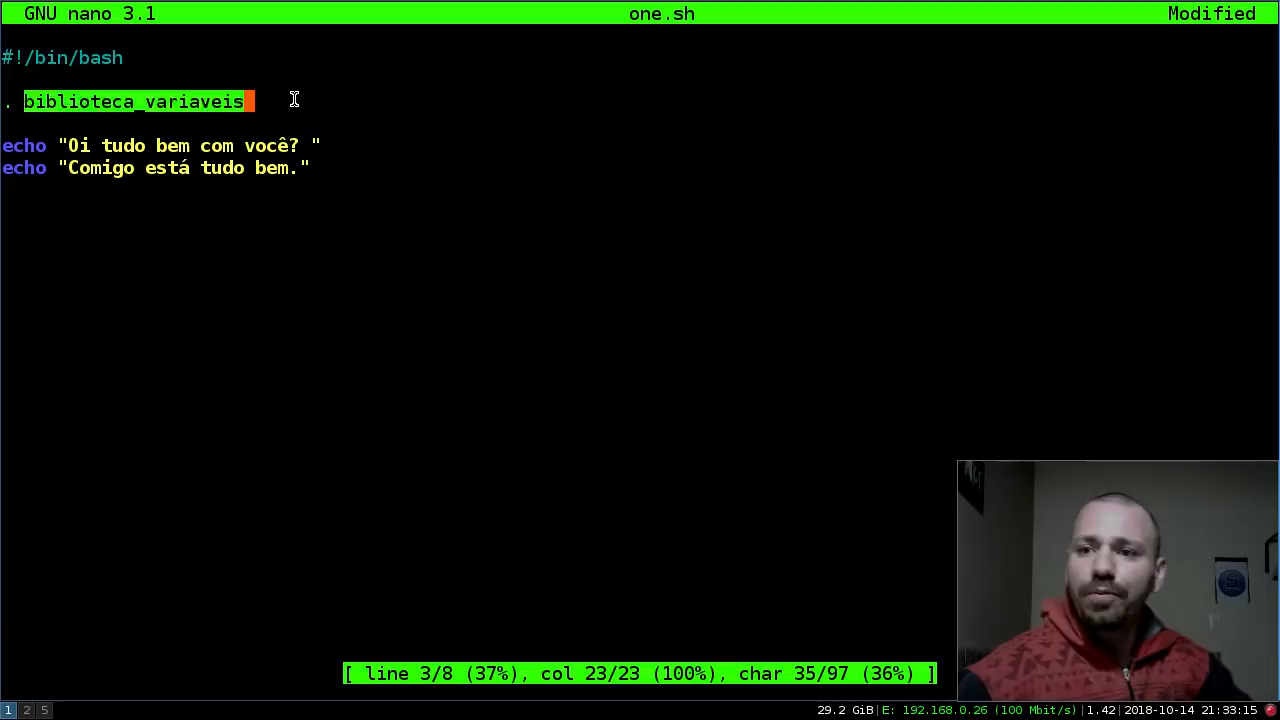 GNU nano 3.1 one.sh Modified
#!/bin/bash
. biblioteca_variaveis
echo "Oi tudo bem com você? "
echo "Comigo está tudo bem."
[ line 3/8 (37%), col 23/23 (100%), char 35/97 (36%) ]
1 2 5 29.2 GiB|E: 192.168.0.26 (100 Mbit/s)|1.42|2018-10-14 21:33:15